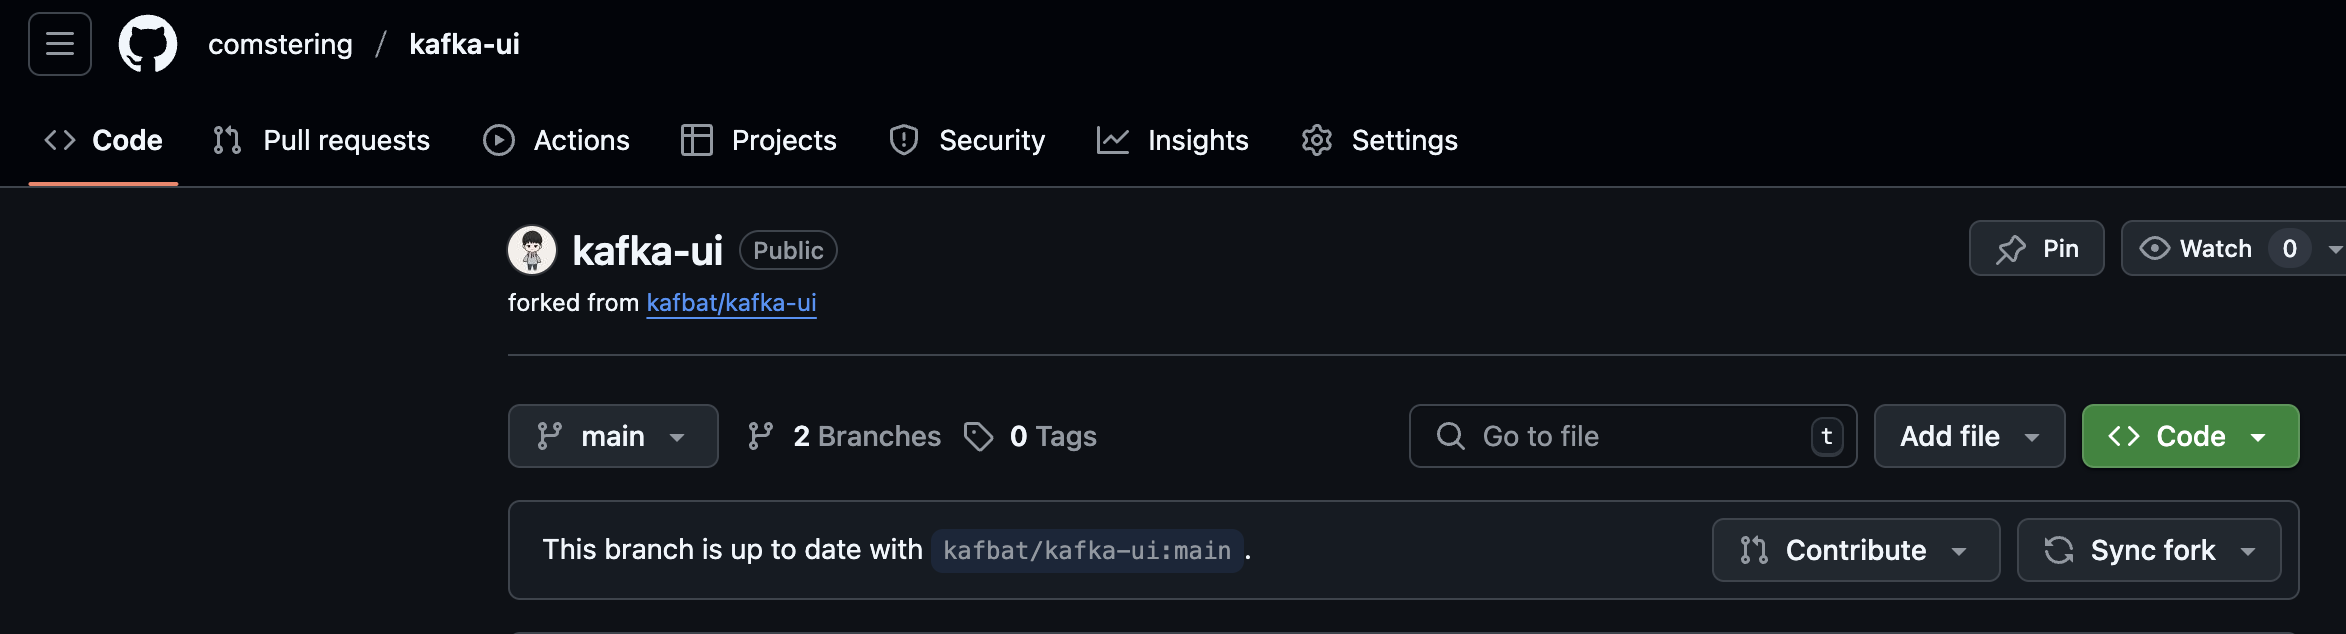 comstering / kafka-ui
Code Pull requests Actions Projects Security Insights Settings
kafka-ui Public
Pin Watch 0
forked from kafbat/kafka-ui
main 2 Branches 0 Tags Go to file t Add file Code
This branch is up to date with kafbat/kafka-ui:main . Contribute Sync fork